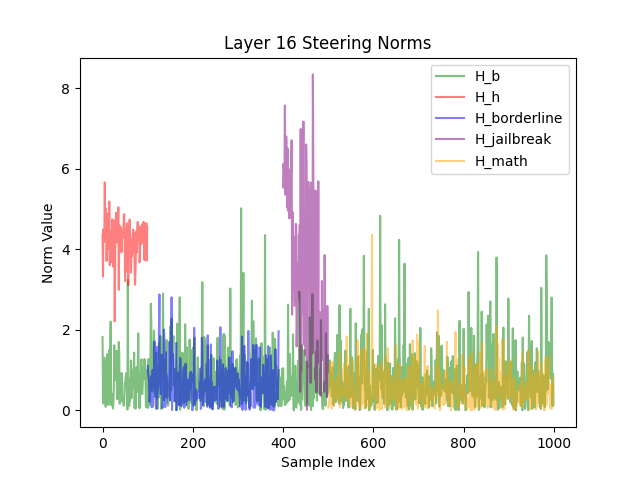 Layer 16 Steering Norms
H_b
H_h
H_borderline
H_jailbreak
H_math
Norm Value
8
6
4
2
0
0 200 400 600 800 1000
Sample Index